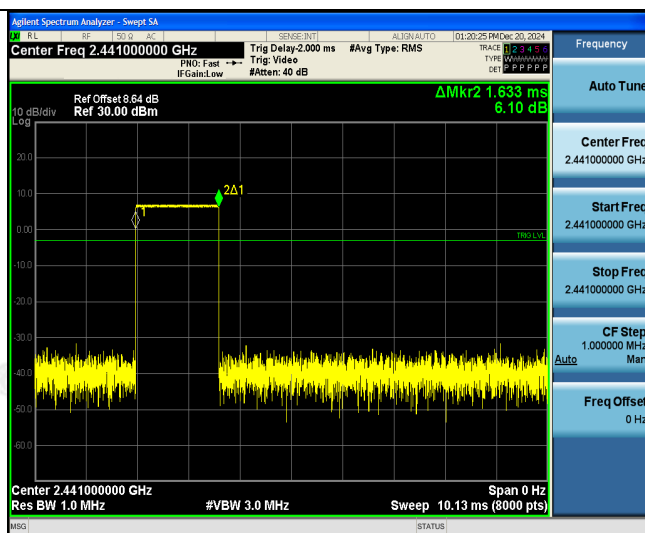 Agilent Spectrum Analyzer - Swept SA
LXI RL RF 50 Ω AC SENSE:INT ALIGN AUTO 01:20:25 PM Dec 20, 2024
Center Freq 2.441000000 GHz
Trig Delay-2.000 ms #Avg Type: RMS TRACE 1 2 3 4 5 6
PNO: Fast Trig: Video TYPE
IFGain:Low #Atten: 40 dB DET P P P P P P
Frequency
Auto Tune
Center Freq
2.441000000 GHz
Start Freq
2.441000000 GHz
Stop Freq
2.441000000 GHz
CF Step
1.000000 MHz
Auto Man
Freq Offset
0 Hz
ΔMkr2 1.633 ms
6.10 dB
Ref Offset 8.64 dB
10 dB/div Ref 30.00 dBm
Log
20.0
10.0
0.00
-10.0
-20.0
-30.0
-40.0
-50.0
-60.0
2Δ1
1
TRIG LVL
Center 2.441000000 GHz Span 0 Hz
Res BW 1.0 MHz #VBW 3.0 MHz Sweep 10.13 ms (8000 pts)
MSG STATUS